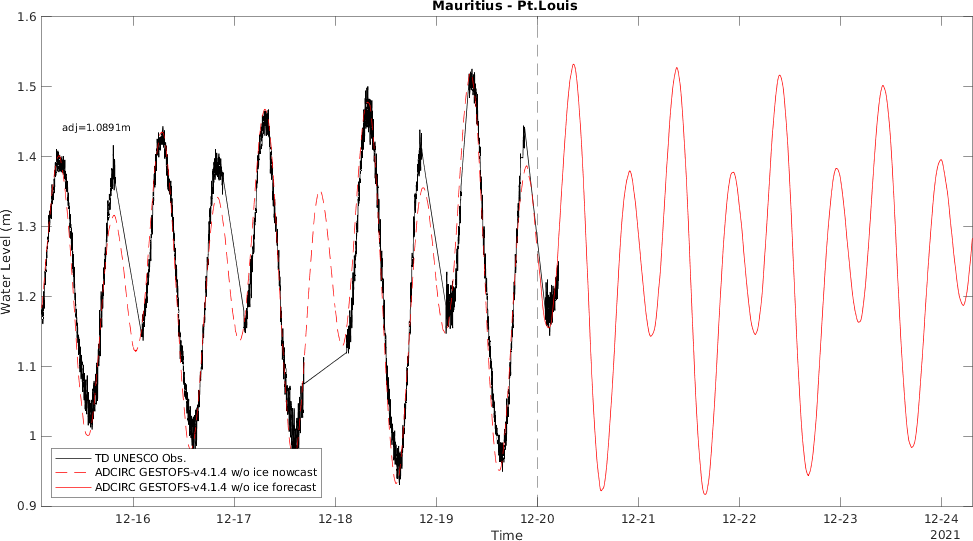 Mauritius - Pt.Louis
1.6
1.5
1.4
1.3
1.2
1.1
1
0.9
Water Level (m)
adj=1.0891m
TD UNESCO Obs.
ADCIRC GESTOFS-v4.1.4 w/o ice nowcast
ADCIRC GESTOFS-v4.1.4 w/o ice forecast
12-16 12-17 12-18 12-19 12-20 12-21 12-22 12-23 12-24
Time
2021